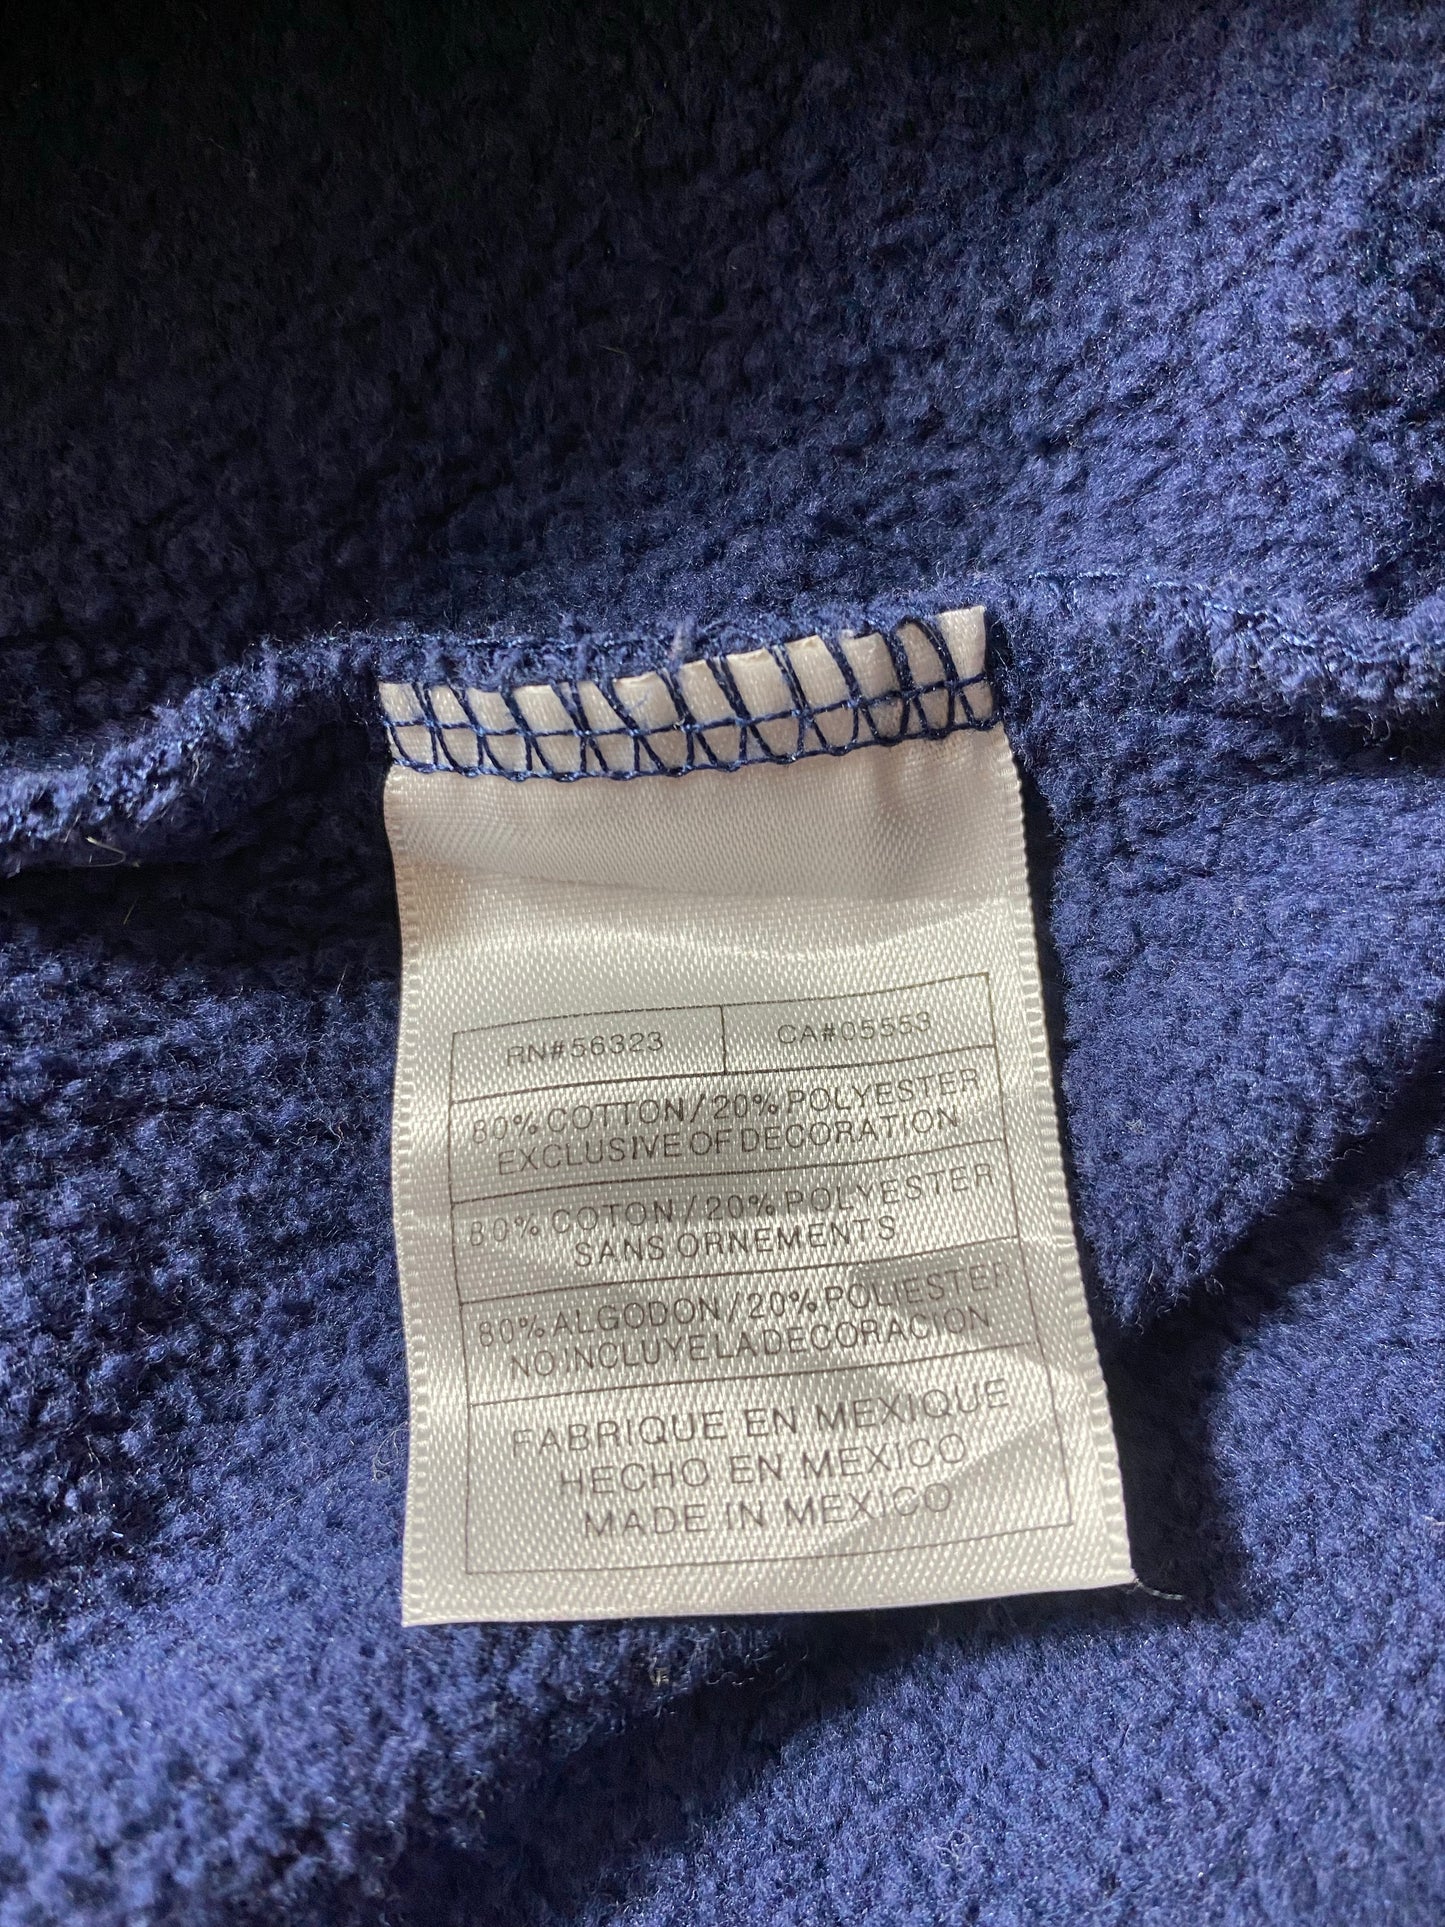 RN#56323 CA#05553
80% COTTON/20% POLYESTER
EXCLUSIVE OF DECORATION
80% COTON/20% POLYESTER
SANS ORNEMENTS
80% ALGODON/20% POLIESTER
NO INCLUYE LA DECORACION
FABRIQUE EN MEXIQUE
HECHO EN MEXICO
MADE IN MEXICO